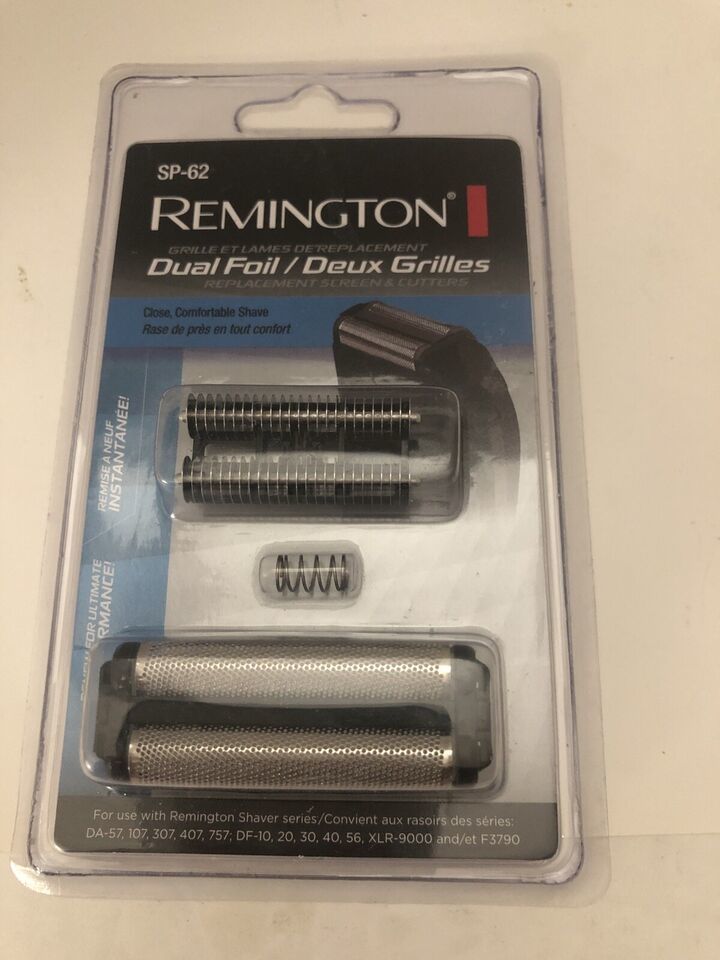 SP-62
REMINGTON®
GRILLE ET LAMES DE REPLACEMENT
Dual Foil / Deux Grilles
REPLACEMENT SCREEN & CUTTERS
Close, Comfortable Shave
Rase de près en tout confort
REMISE A NEUF
INSTANTANÉE!
FOR ULTIMATE
For use with Remington Shaver series/Convient aux rasoirs des séries:
DA-57, 107, 307, 407, 757; DF-10, 20, 30, 40, 56, XLR-9000 and/et F3790